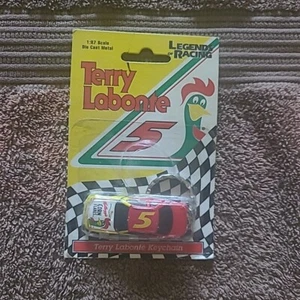 1:87 Scale
Die Cast Metal
LEGENDS
OF RACING
Terry
Labonte
5
5
Terry Labonte Keychain